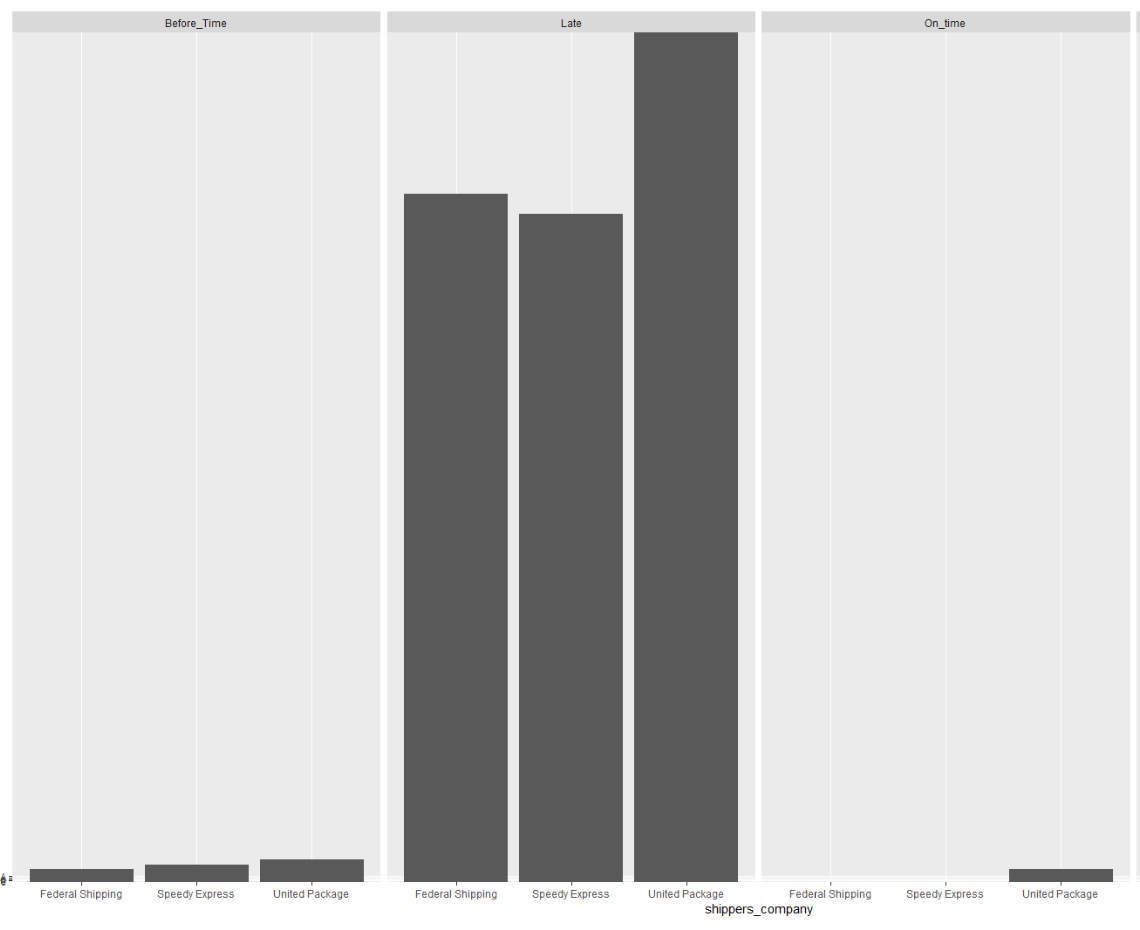 Before_Time
Late
On_time
Federal Shipping
Speedy Express
United Package
Federal Shipping
Speedy Express
United Package
Federal Shipping
Speedy Express
United Package
shippers_company